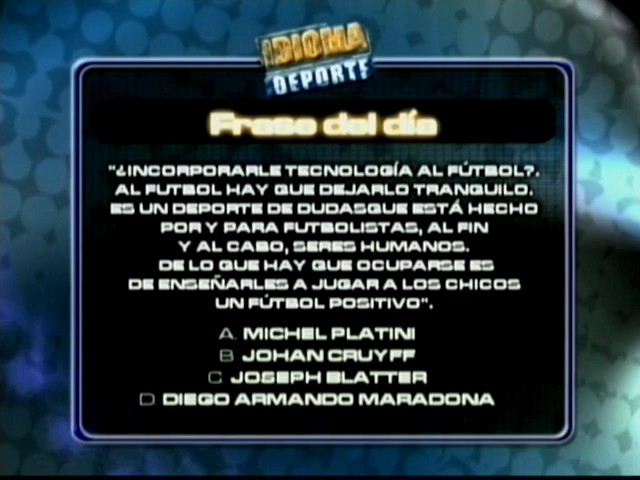 IDIOMA
DEPORTE
Frase del día
"¿INCORPORARLE TECNOLOGÍA AL FÚTBOL?.
AL FUTBOL HAY QUE DEJARLO TRANQUILO.
ES UN DEPORTE DE DUDASQUE ESTÁ HECHO
POR Y PARA FUTBOLISTAS, AL FIN
Y AL CABO, SERES HUMANOS.
DE LO QUE HAY QUE OCUPARSE ES
DE ENSEÑARLES A JUGAR A LOS CHICOS
UN FÚTBOL POSITIVO".
A. MICHEL PLATINI
B JOHAN CRUYFF
C JOSEPH BLATTER
D DIEGO ARMANDO MARADONA